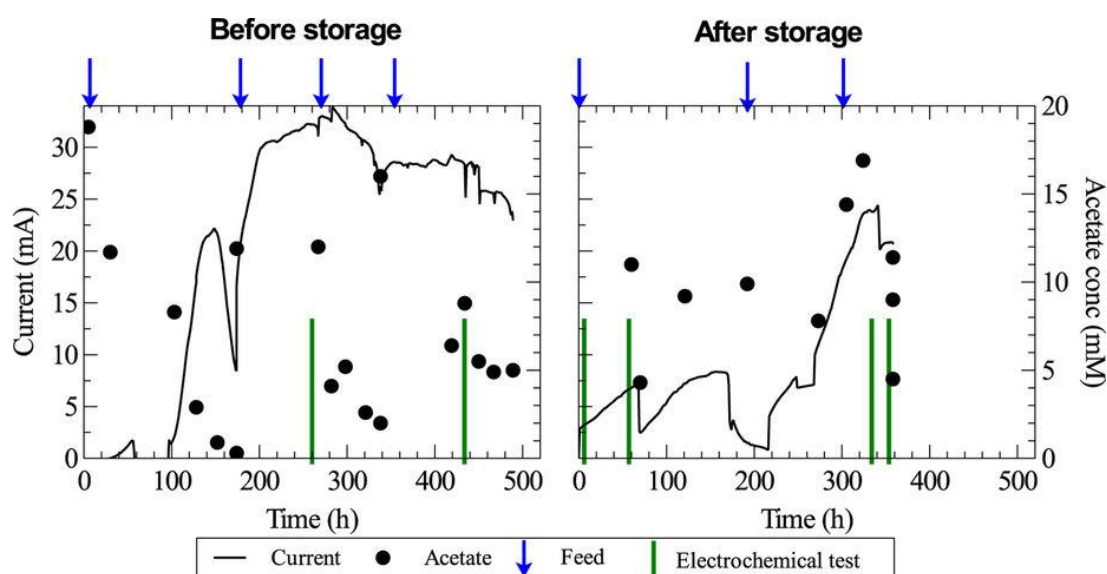 Before storage
After storage
Current (mA)
30
25
20
15
10
5
0
0 100 200 300 400 500
Time (h)
0 100 200 300 400 500
Time (h)
20
15
10
5
0
Acetate conc (mM)
Current Acetate Feed Electrochemical test